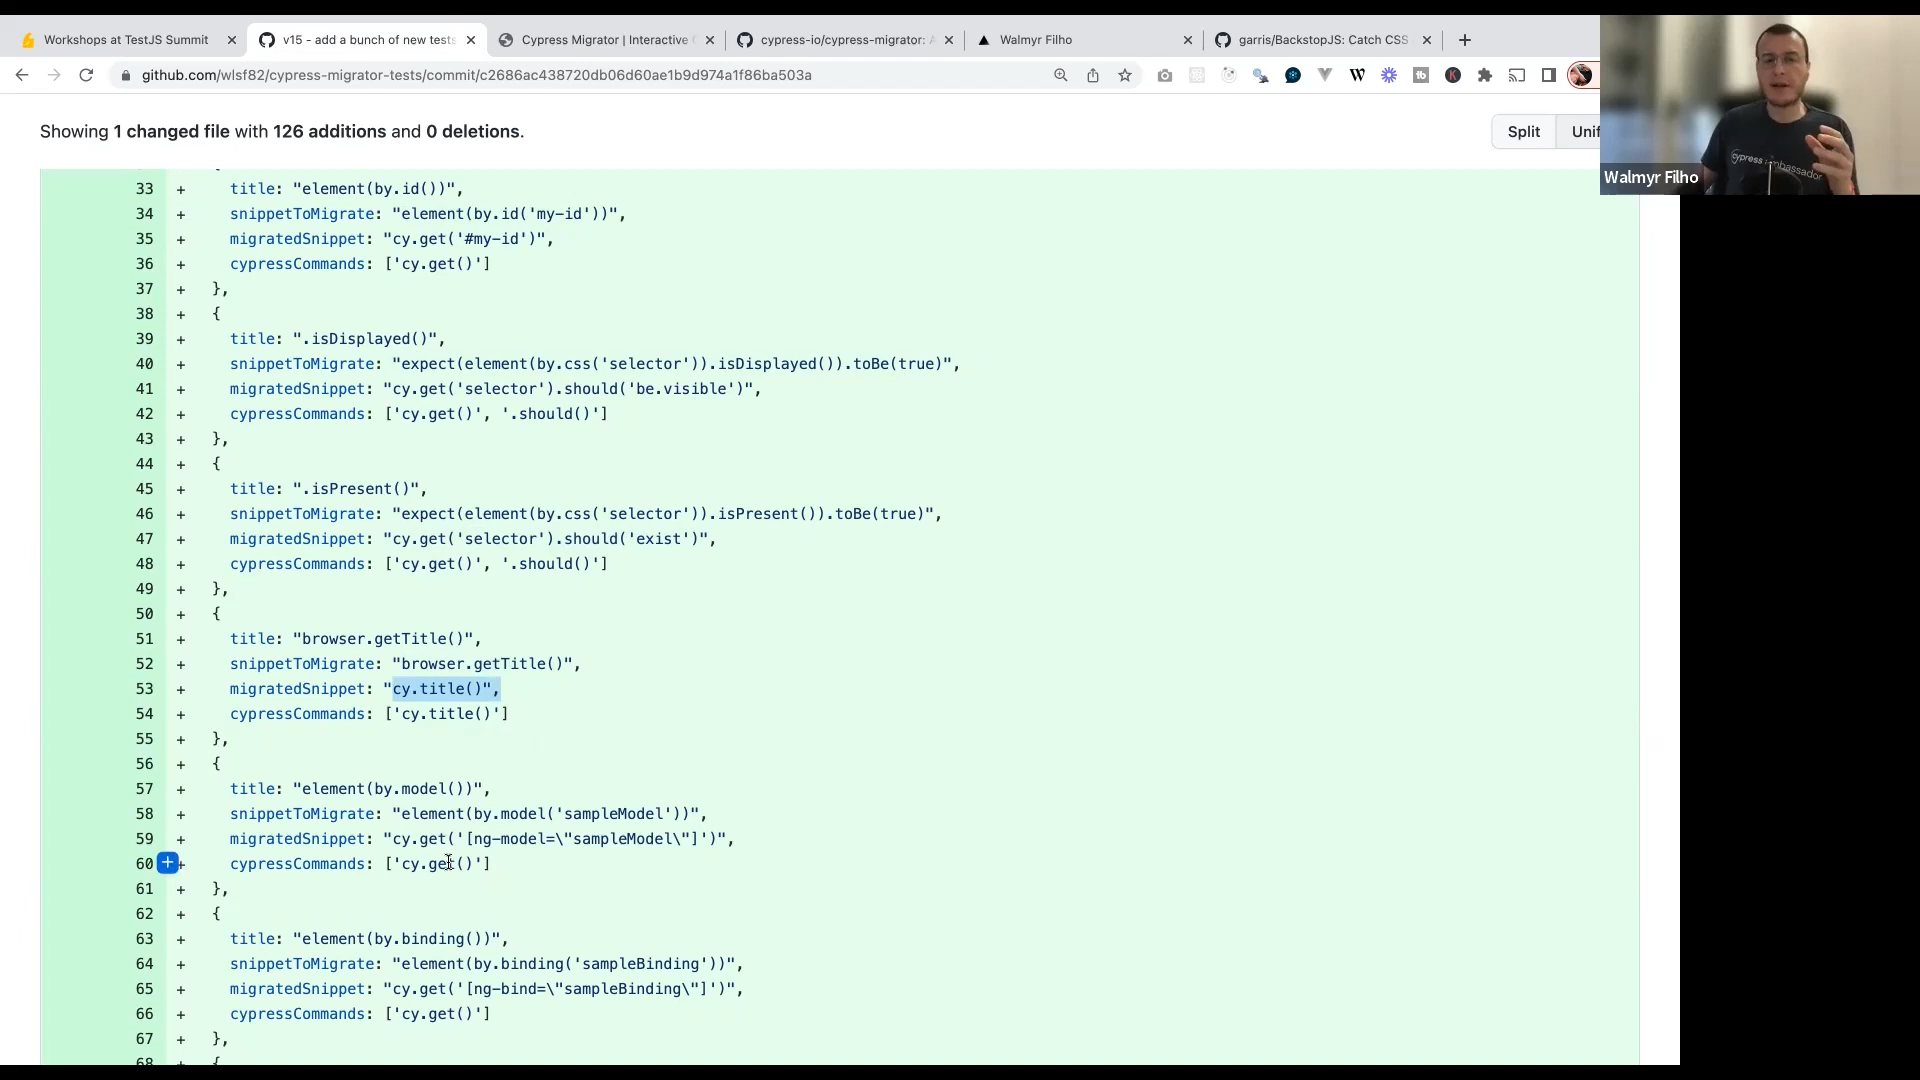 Workshops at TestJS Summit
v15 - add a bunch of new tests
Cypress Migrator | Interactive
cypress-io/cypress-migrator:
Walmyr Filho
garris/BackstopJS: Catch CSS
github.com/wlsf82/cypress-migrator-tests/commit/c2686ac438720db06d60ae1b9d974a1f86ba503a
Showing 1 changed file with 126 additions and 0 deletions.
Split
Unif
cypress ambassador
Walmyr Filho
33 + title: "element(by.id())",
34 + snippetToMigrate: "element(by.id('my-id'))",
35 + migratedSnippet: "cy.get('#my-id')",
36 + cypressCommands: ['cy.get()']
37 + },
38 + {
39 + title: ".isDisplayed()",
40 + snippetToMigrate: "expect(element(by.css('selector')).isDisplayed()).toBe(true)",
41 + migratedSnippet: "cy.get('selector').should('be.visible')",
42 + cypressCommands: ['cy.get()', '.should()']
43 + },
44 + {
45 + title: ".isPresent()",
46 + snippetToMigrate: "expect(element(by.css('selector')).isPresent()).toBe(true)",
47 + migratedSnippet: "cy.get('selector').should('exist')",
48 + cypressCommands: ['cy.get()', '.should()']
49 + },
50 + {
51 + title: "browser.getTitle()",
52 + snippetToMigrate: "browser.getTitle()",
53 + migratedSnippet: "cy.title()",
54 + cypressCommands: ['cy.title()']
55 + },
56 + {
57 + title: "element(by.model())",
58 + snippetToMigrate: "element(by.model('sampleModel'))",
59 + migratedSnippet: "cy.get('[ng-model=\"sampleModel\"]')",
60 + cypressCommands: ['cy.get()']
61 + },
62 + {
63 + title: "element(by.binding())",
64 + snippetToMigrate: "element(by.binding('sampleBinding'))",
65 + migratedSnippet: "cy.get('[ng-bind=\"sampleBinding\"]')",
66 + cypressCommands: ['cy.get()']
67 + },
68 + {